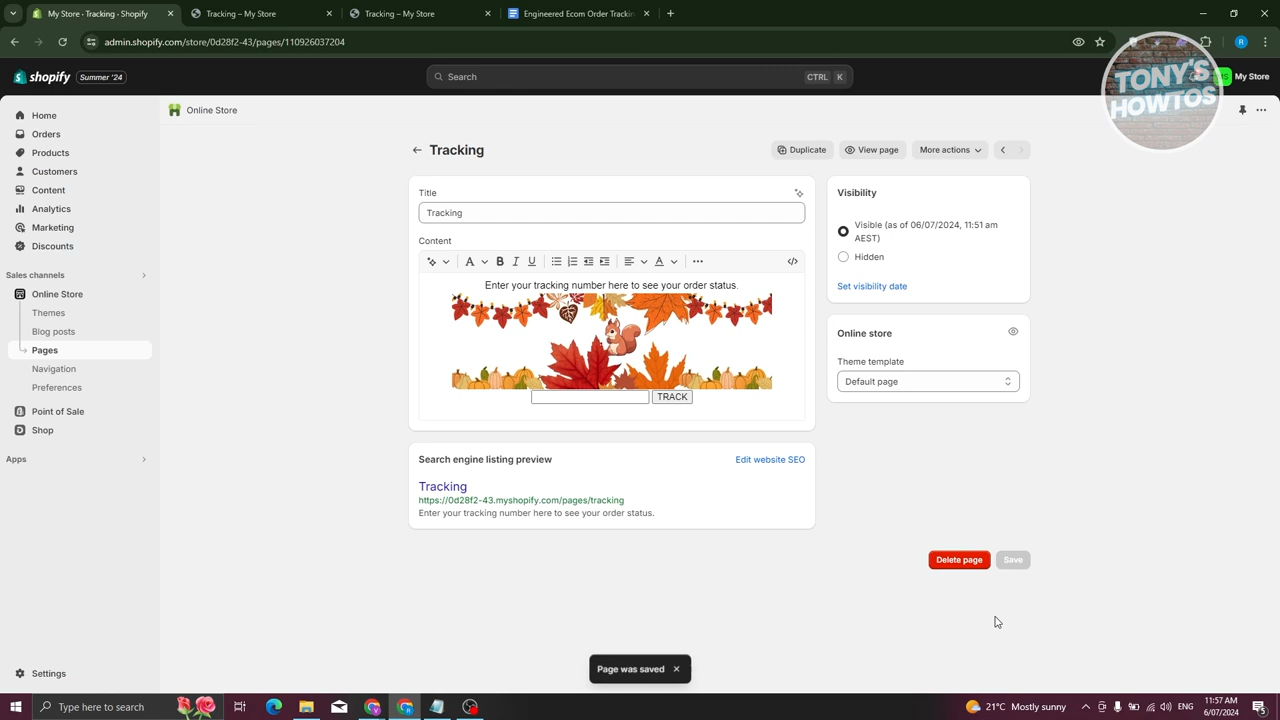 My Store · Tracking · Shopify
Tracking – My Store
Tracking – My Store
Engineered Ecom Order Trackin
admin.shopify.com/store/0d28f2-43/pages/110926037204
R
shopify
Summer '24
Search
CTRL
K
My Store
TONY'S
HOWTOS
Home
Orders
Products
Customers
Content
Analytics
Marketing
Discounts
Sales channels
Online Store
Themes
Blog posts
Pages
Navigation
Preferences
Point of Sale
Shop
Apps
Settings
Online Store
Tracking
Duplicate
View page
More actions
Title
Tracking
Content
A
B
I
U
A
Enter your tracking number here to see your order status.
TRACK
Search engine listing preview
Edit website SEO
Tracking
https://0d28f2-43.myshopify.com/pages/tracking
Enter your tracking number here to see your order status.
Visibility
Visible (as of 06/07/2024, 11:51 am
AEST)
Hidden
Set visibility date
Online store
Theme template
Default page
Delete page
Save
Page was saved
Type here to search
21°C Mostly sunny
11:57 AM
6/07/2024